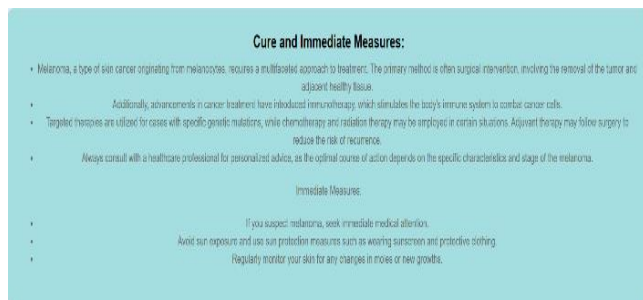 Cure and Immediate Measures:
• Melanoma, a type of skin cancer originating from melanocytes, requires a multifaceted approach to treatment. The primary method is often surgical intervention, involving the removal of the tumor and
adjacent healthy tissue.
• Additionally, advancements in cancer treatment have introduced immunotherapy, which stimulates the body's immune system to combat cancer cells.
• Targeted therapies are utilized for cases with specific genetic mutations, while chemotherapy and radiation therapy may be employed in certain situations. Adjuvant therapy may follow surgery to
reduce the risk of recurrence.
• Always consult with a healthcare professional for personalized advice, as the optimal course of action depends on the specific characteristics and stage of the melanoma.
Immediate Measures:
• If you suspect melanoma, seek immediate medical attention.
• Avoid sun exposure and use sun protection measures such as wearing sunscreen and protective clothing.
• Regularly monitor your skin for any changes in moles or new growths.